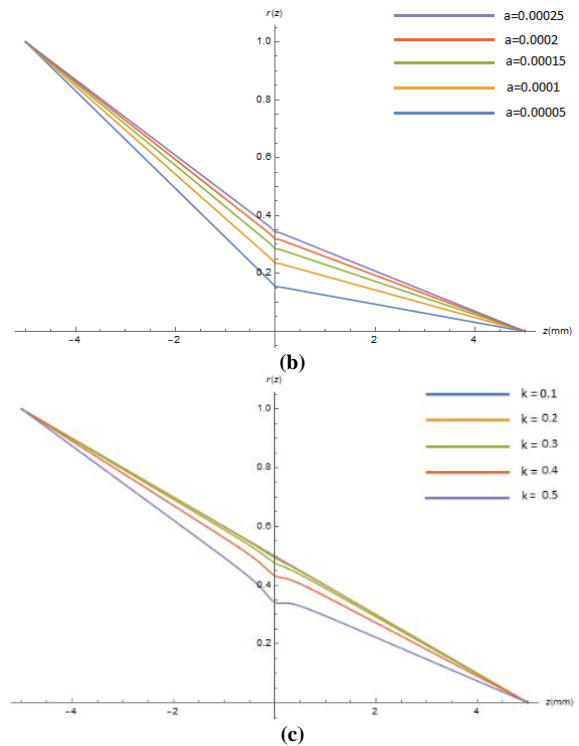 r(z)
a=0.00025
a=0.0002
a=0.00015
a=0.0001
a=0.00005
1.0
0.8
0.6
0.4
0.2
-4 -2 2 4 z(mm)
(b)
r(z)
k = 0.1
k = 0.2
k = 0.3
k = 0.4
k = 0.5
1.0
0.8
0.6
0.4
0.2
-4 -2 2 4 z(mm)
(c)